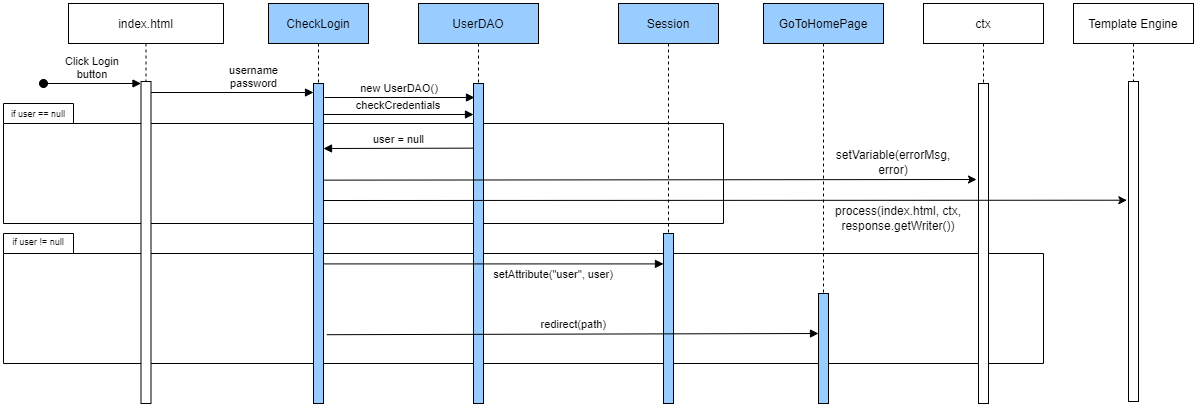 index.html
CheckLogin
UserDAO
Session
GoToHomePage
ctx
Template Engine
Click Login
button
username
password
new UserDAO()
checkCredentials
if user == null
user = null
setVariable(errorMsg,
error)
process(index.html, ctx,
response.getWriter())
if user != null
setAttribute("user", user)
redirect(path)